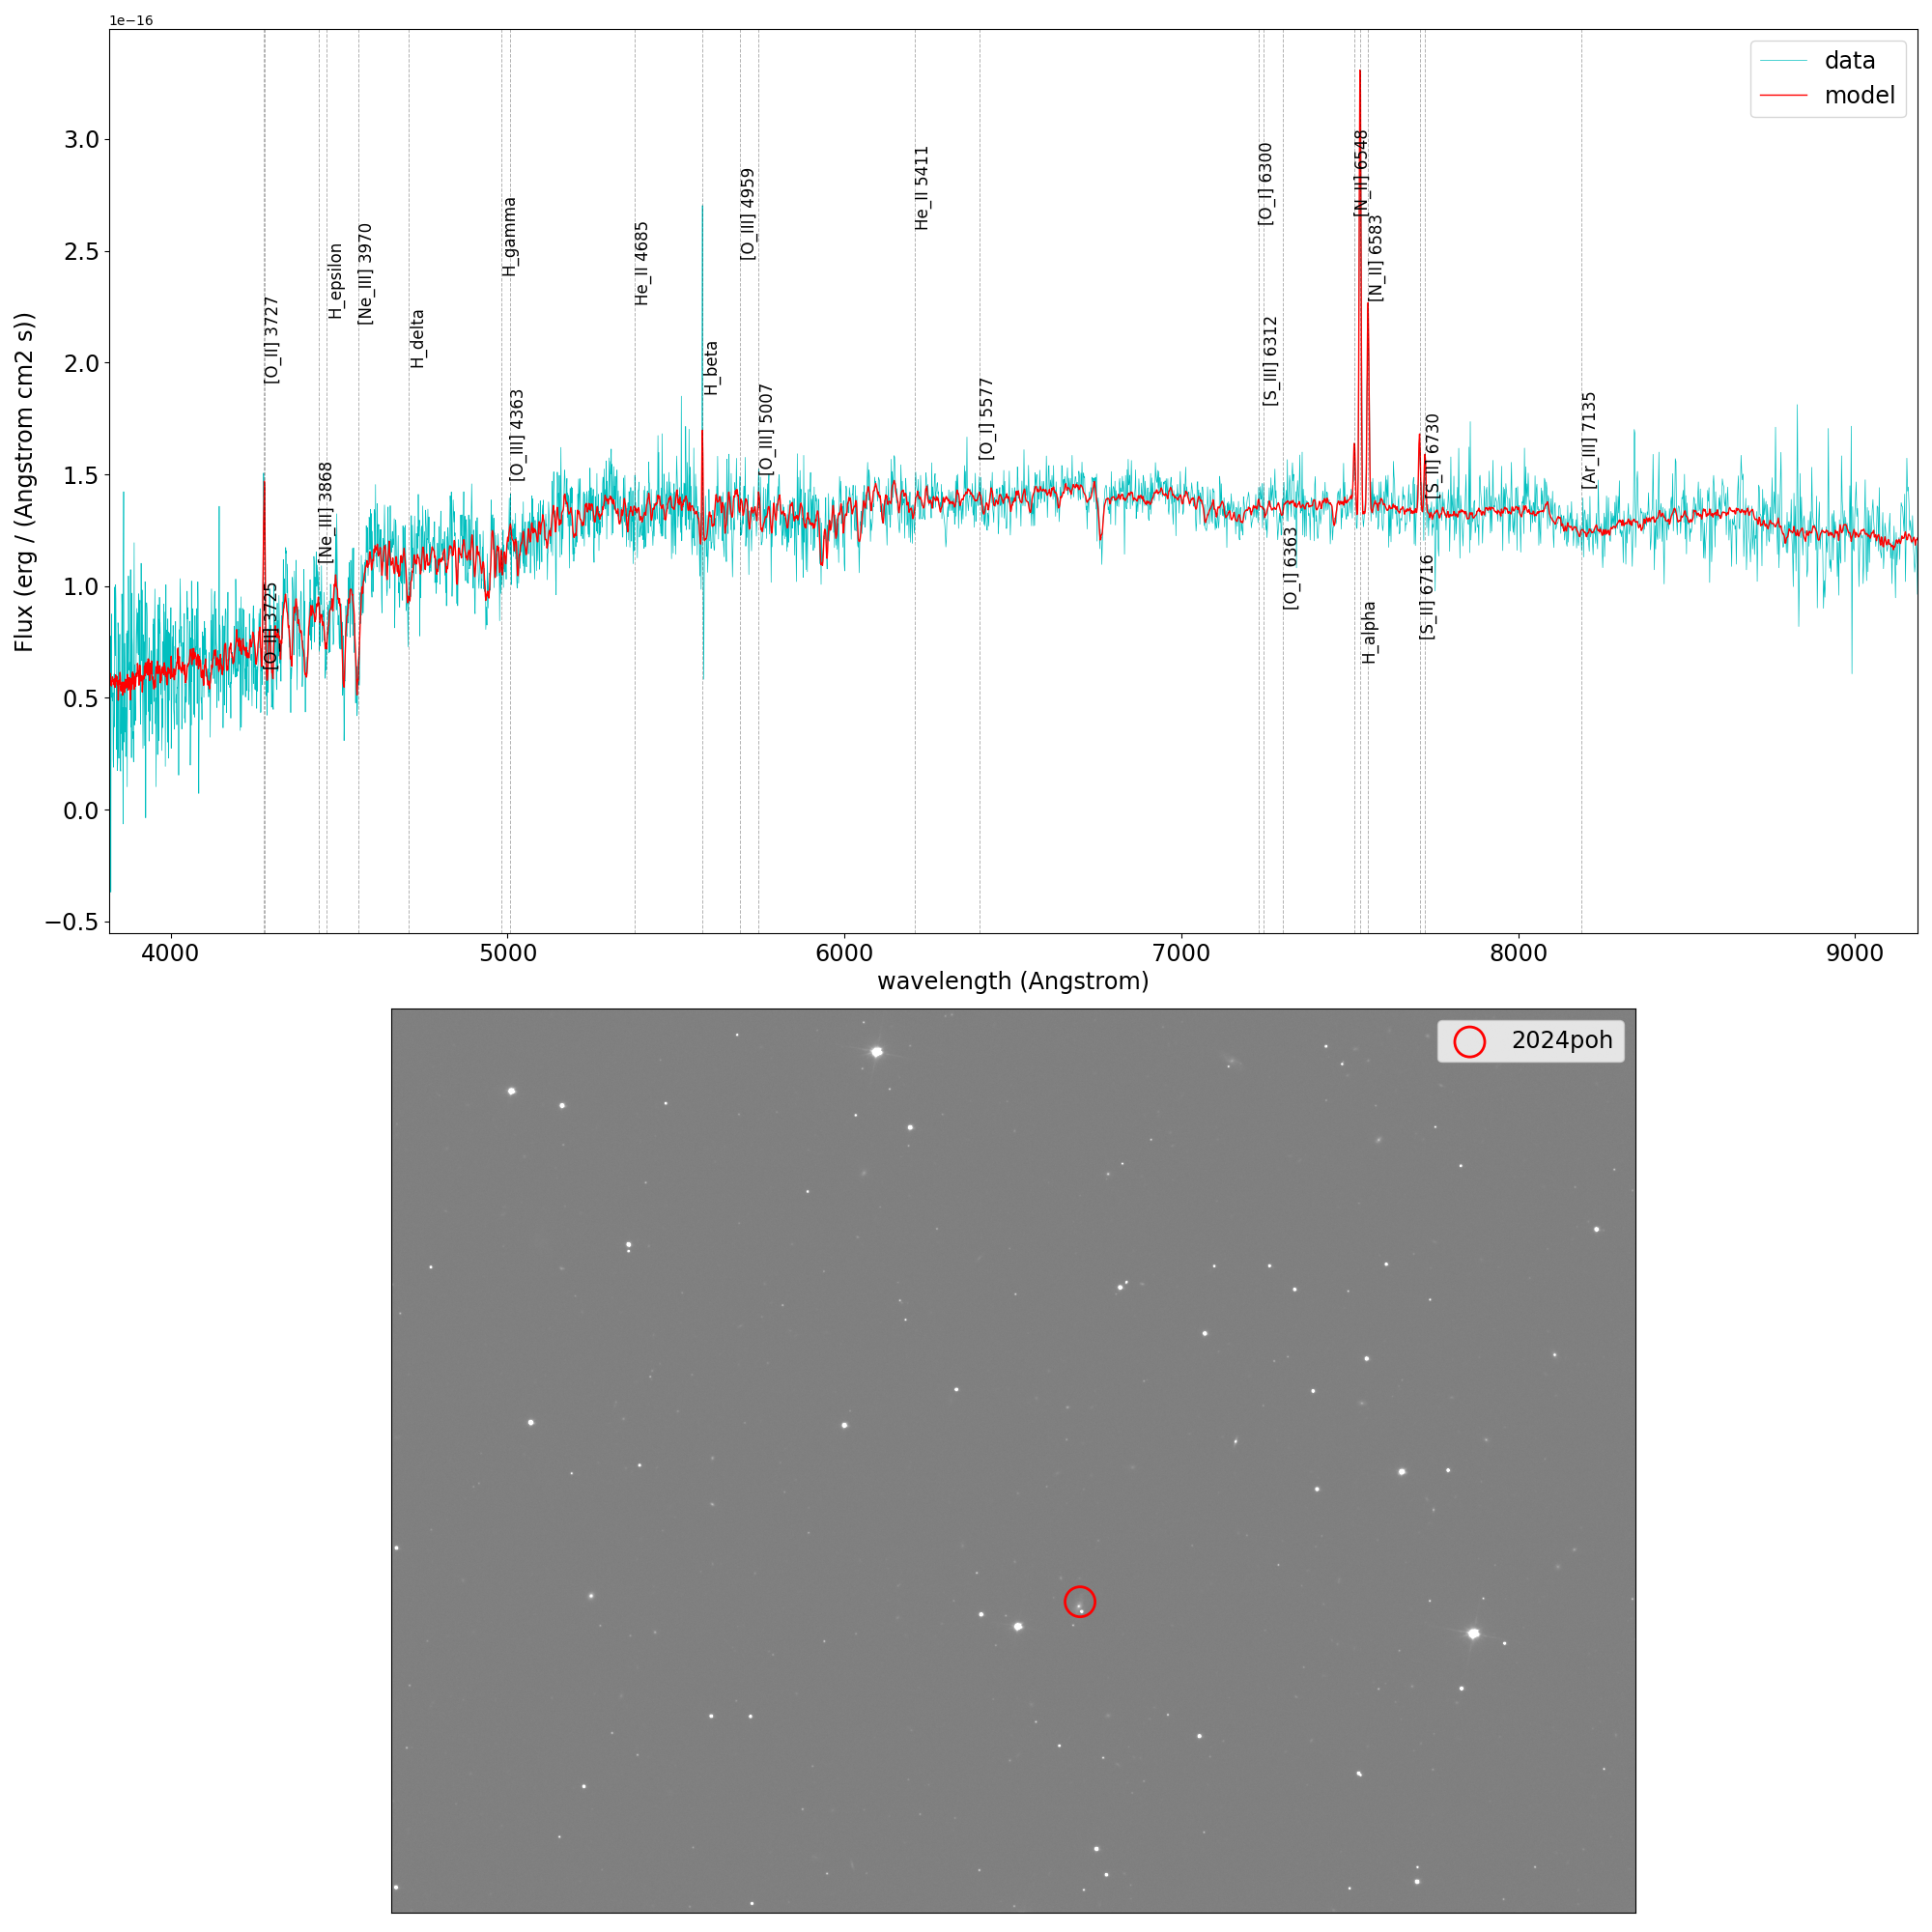 1e−16
data
model
3.0
2.5
2.0
1.5
1.0
0.5
0.0
−0.5
Flux (erg / (Angstrom cm2 s))
[O_II] 3727
[O_II] 3725
[Ne_III] 3868
H_epsilon
[Ne_III] 3970
H_delta
H_gamma
[O_III] 4363
He_II 4685
H_beta
[O_III] 4959
[O_III] 5007
He_II 5411
[O_I] 5577
[O_I] 6300
[S_III] 6312
[O_I] 6363
[N_II] 6548
H_alpha
[N_II] 6583
[S_II] 6716
[S_II] 6730
[Ar_III] 7135
4000
5000
6000
7000
8000
9000
wavelength (Angstrom)
2024poh